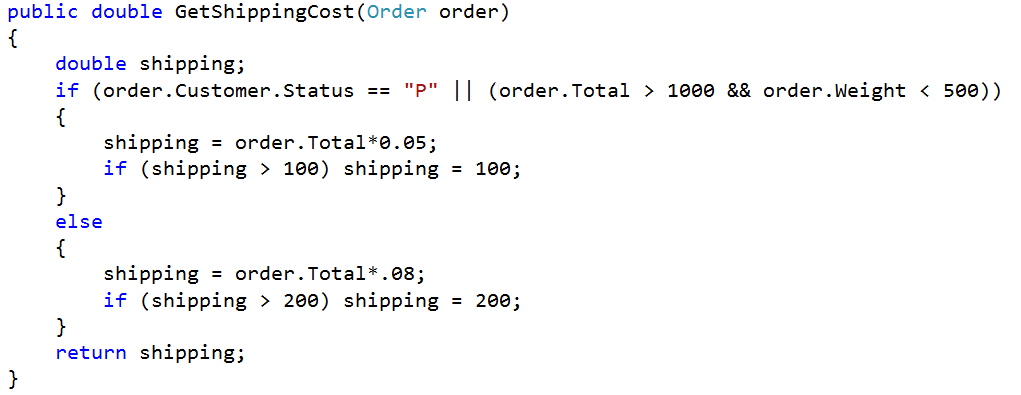 public double GetShippingCost(Order order)
{
    double shipping;
    if (order.Customer.Status == "P" || (order.Total > 1000 && order.Weight < 500))
    {
        shipping = order.Total*0.05;
        if (shipping > 100) shipping = 100;
    }
    else
    {
        shipping = order.Total*.08;
        if (shipping > 200) shipping = 200;
    }
    return shipping;
}